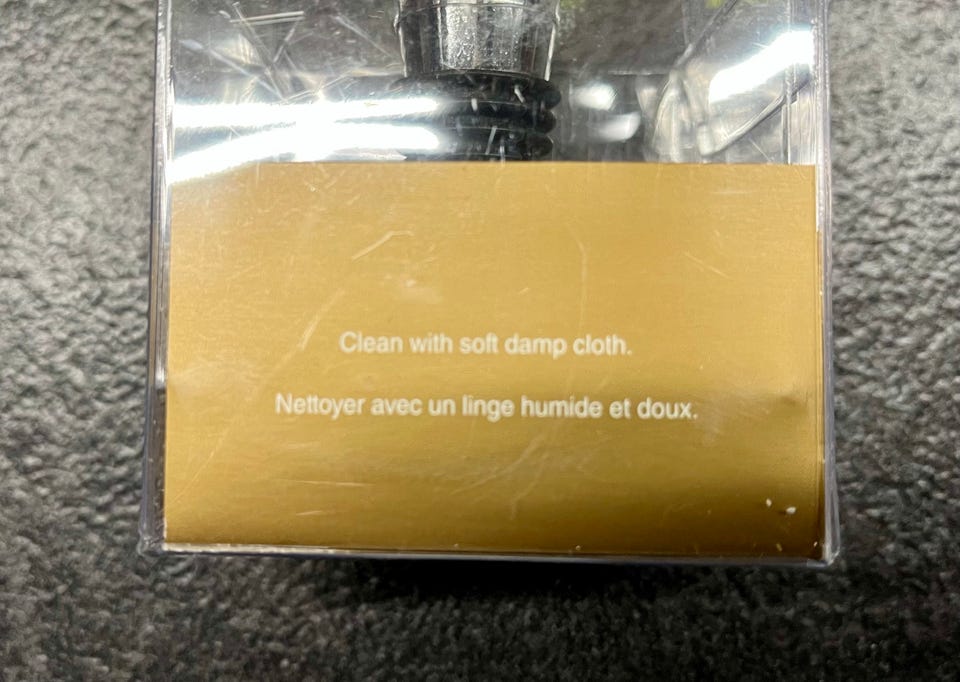 Clean with soft damp cloth.
Nettoyer avec un linge humide et doux.